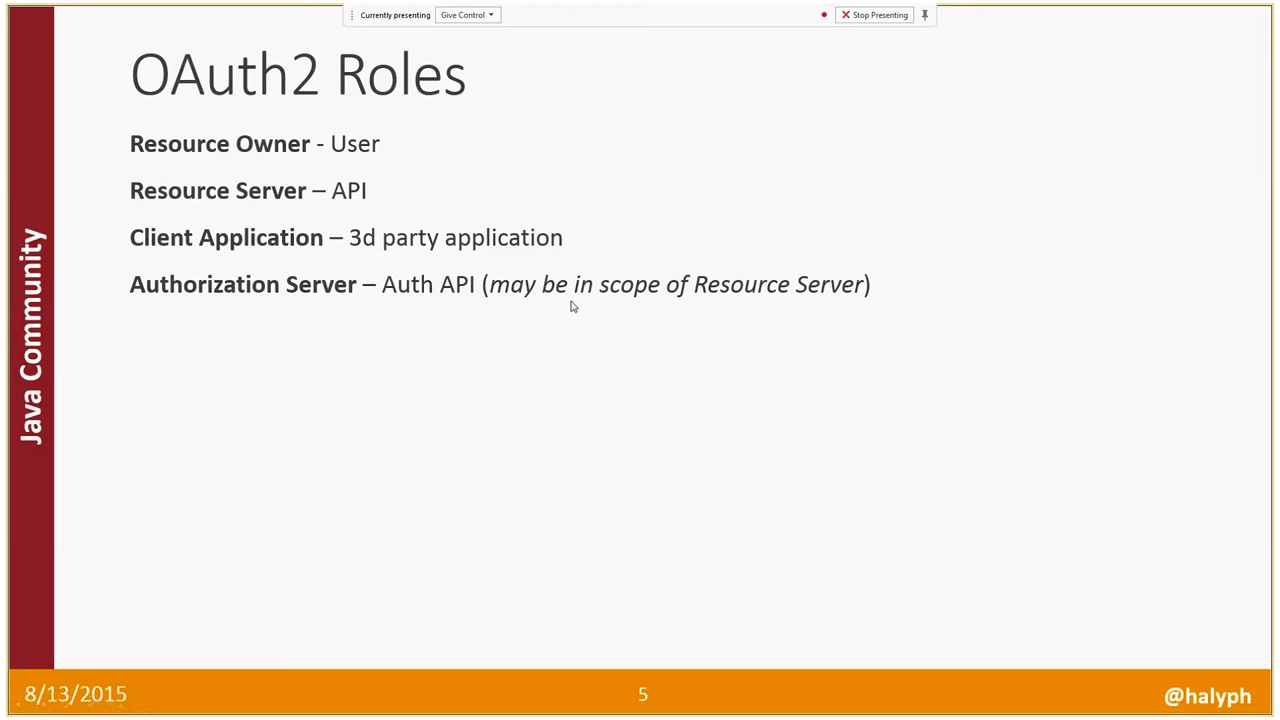 Currently presenting
Give Control
Stop Presenting
OAuth2 Roles
Resource Owner - User
Resource Server – API
Client Application – 3d party application
Authorization Server – Auth API (may be in scope of Resource Server)
Java Community
8/13/2015
5
@halyph